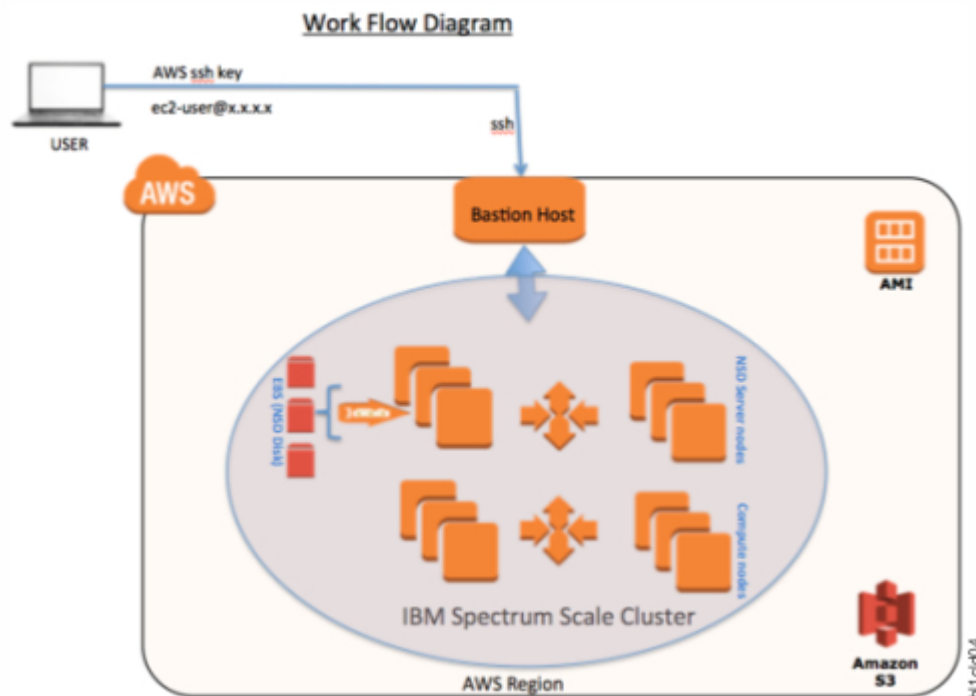 Work Flow Diagram
AWS ssh key
ec2-user@x.x.x.x
USER
ssh
AWS
Bastion Host
AMI
EBS (NSD Disk)
NSD Server nodes
Compute nodes
IBM Spectrum Scale Cluster
Amazon
S3
AWS Region